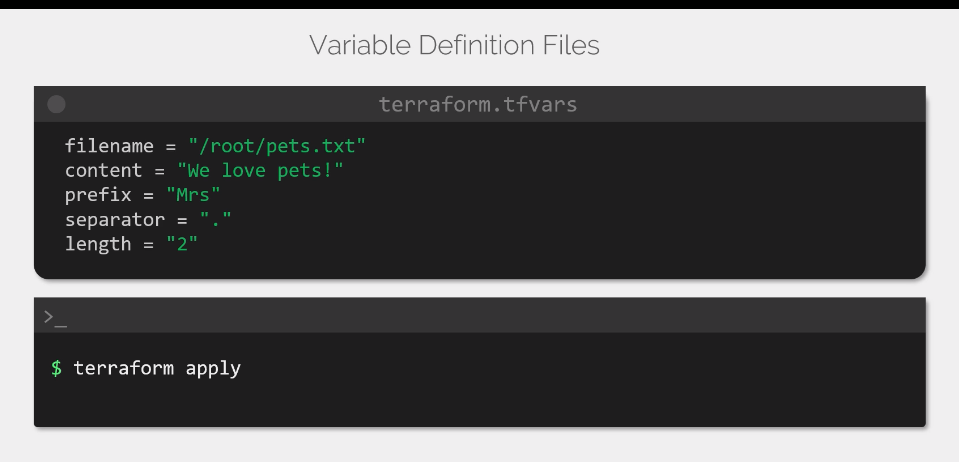 Variable Definition Files
terraform.tfvars
filename = "/root/pets.txt"
content = "We love pets!"
prefix = "Mrs"
separator = "."
length = "2"
>_
$ terraform apply